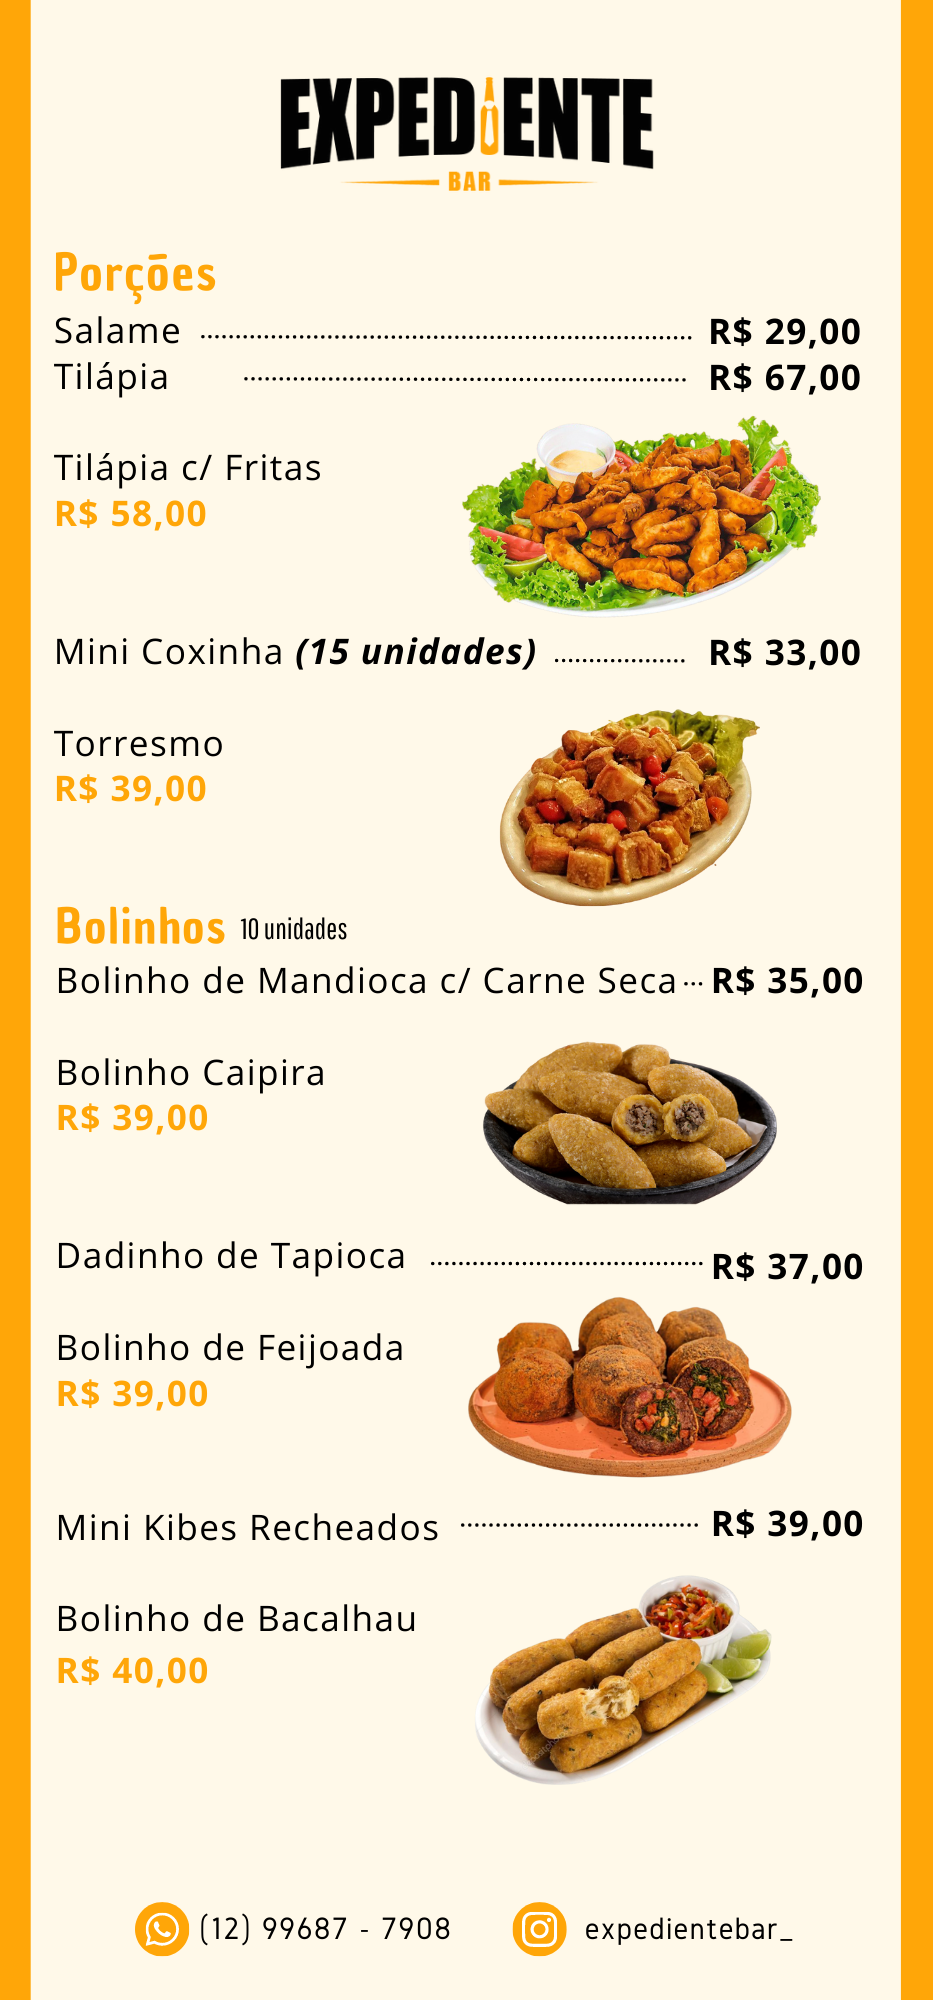 EXPEDIENTE
BAR
Porções
Salame R$ 29,00
Tilápia R$ 67,00
Tilápia c/ Fritas
R$ 58,00
Mini Coxinha (15 unidades) R$ 33,00
Torresmo
R$ 39,00
Bolinhos 10 unidades
Bolinho de Mandioca c/ Carne Seca R$ 35,00
Bolinho Caipira
R$ 39,00
Dadinho de Tapioca R$ 37,00
Bolinho de Feijoada
R$ 39,00
Mini Kibes Recheados R$ 39,00
Bolinho de Bacalhau
R$ 40,00
(12) 99687 - 7908 expedientebar_